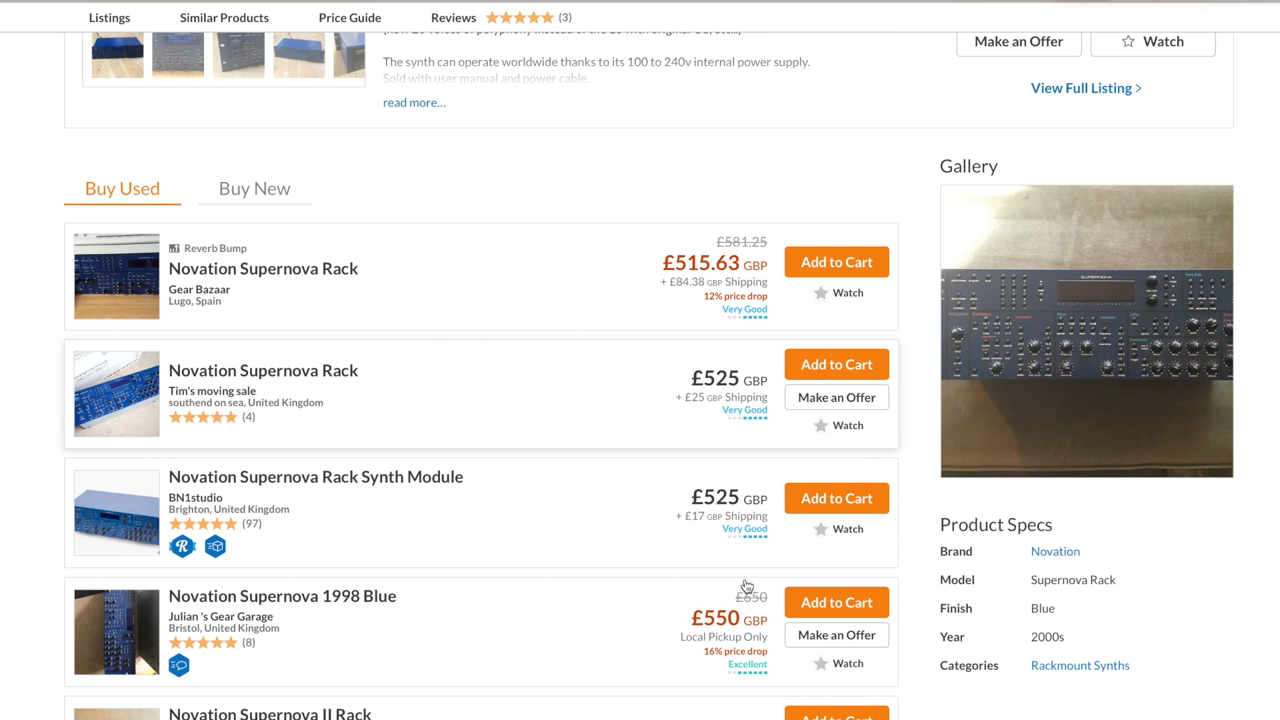 Listings Similar Products Price Guide Reviews (3)
The synth can operate worldwide thanks to its 100 to 240v internal power supply.
Sold with user manual and power cable.
read more...
Make an Offer Watch
View Full Listing >
Buy Used Buy New
Reverb Bump
Novation Supernova Rack
Gear Bazaar
Lugo, Spain
£581.25
£515.63 GBP
+ £84.38 GBP Shipping
12% price drop
Very Good
Add to Cart
Watch
Novation Supernova Rack
Tim's moving sale
southend on sea, United Kingdom
(4)
£525 GBP
+ £25 GBP Shipping
Very Good
Add to Cart
Make an Offer
Watch
Novation Supernova Rack Synth Module
BN1studio
Brighton, United Kingdom
(97)
£525 GBP
+ £17 GBP Shipping
Very Good
Add to Cart
Watch
Novation Supernova 1998 Blue
Julian 's Gear Garage
Bristol, United Kingdom
(8)
£650
£550 GBP
Local Pickup Only
16% price drop
Excellent
Add to Cart
Make an Offer
Watch
Novation Supernova II Rack
Add to Cart
Gallery
SUPERNOVA
Product Specs
Brand Novation
Model Supernova Rack
Finish Blue
Year 2000s
Categories Rackmount Synths